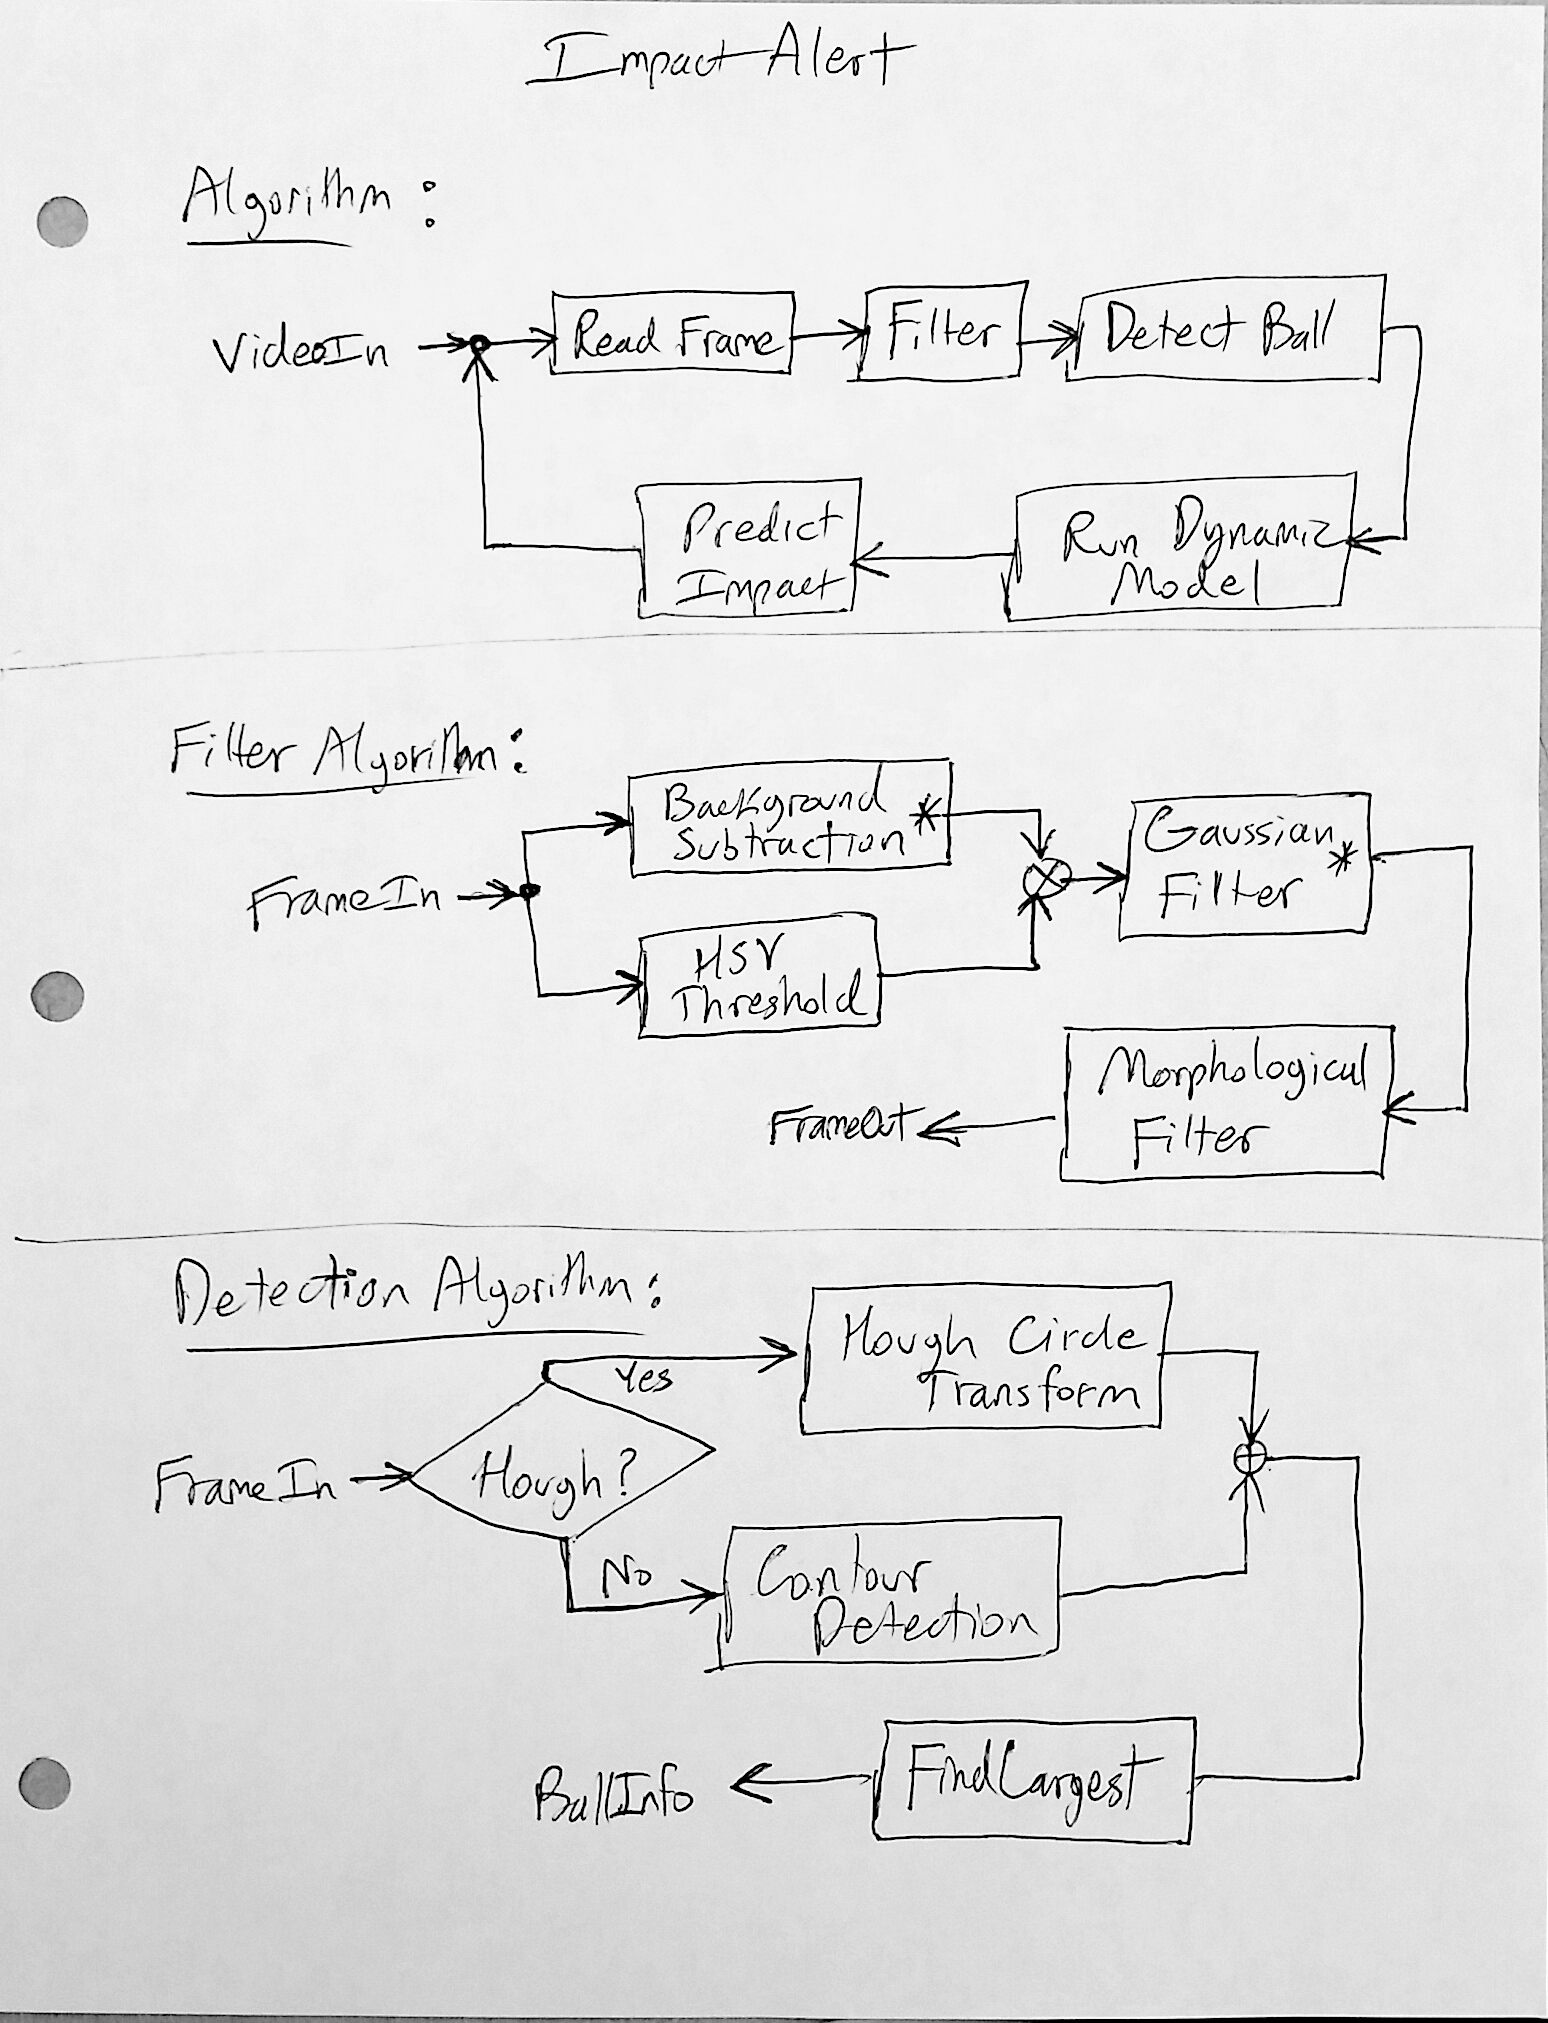 Impact Alert
Algorithm:
VideoIn
Read Frame
Filter
Detect Ball
Predict
Impact
Run Dynamic
Model
Filter Algorithm:
Background
Subtraction *
FrameIn
HSV
Threshold
Gaussian
Filter *
Morphological
Filter
FrameOut
Detection Algorithm:
Yes
Hough Circle
Transform
FrameIn
Hough?
No
Contour
Detection
FindLargest
BallInfo